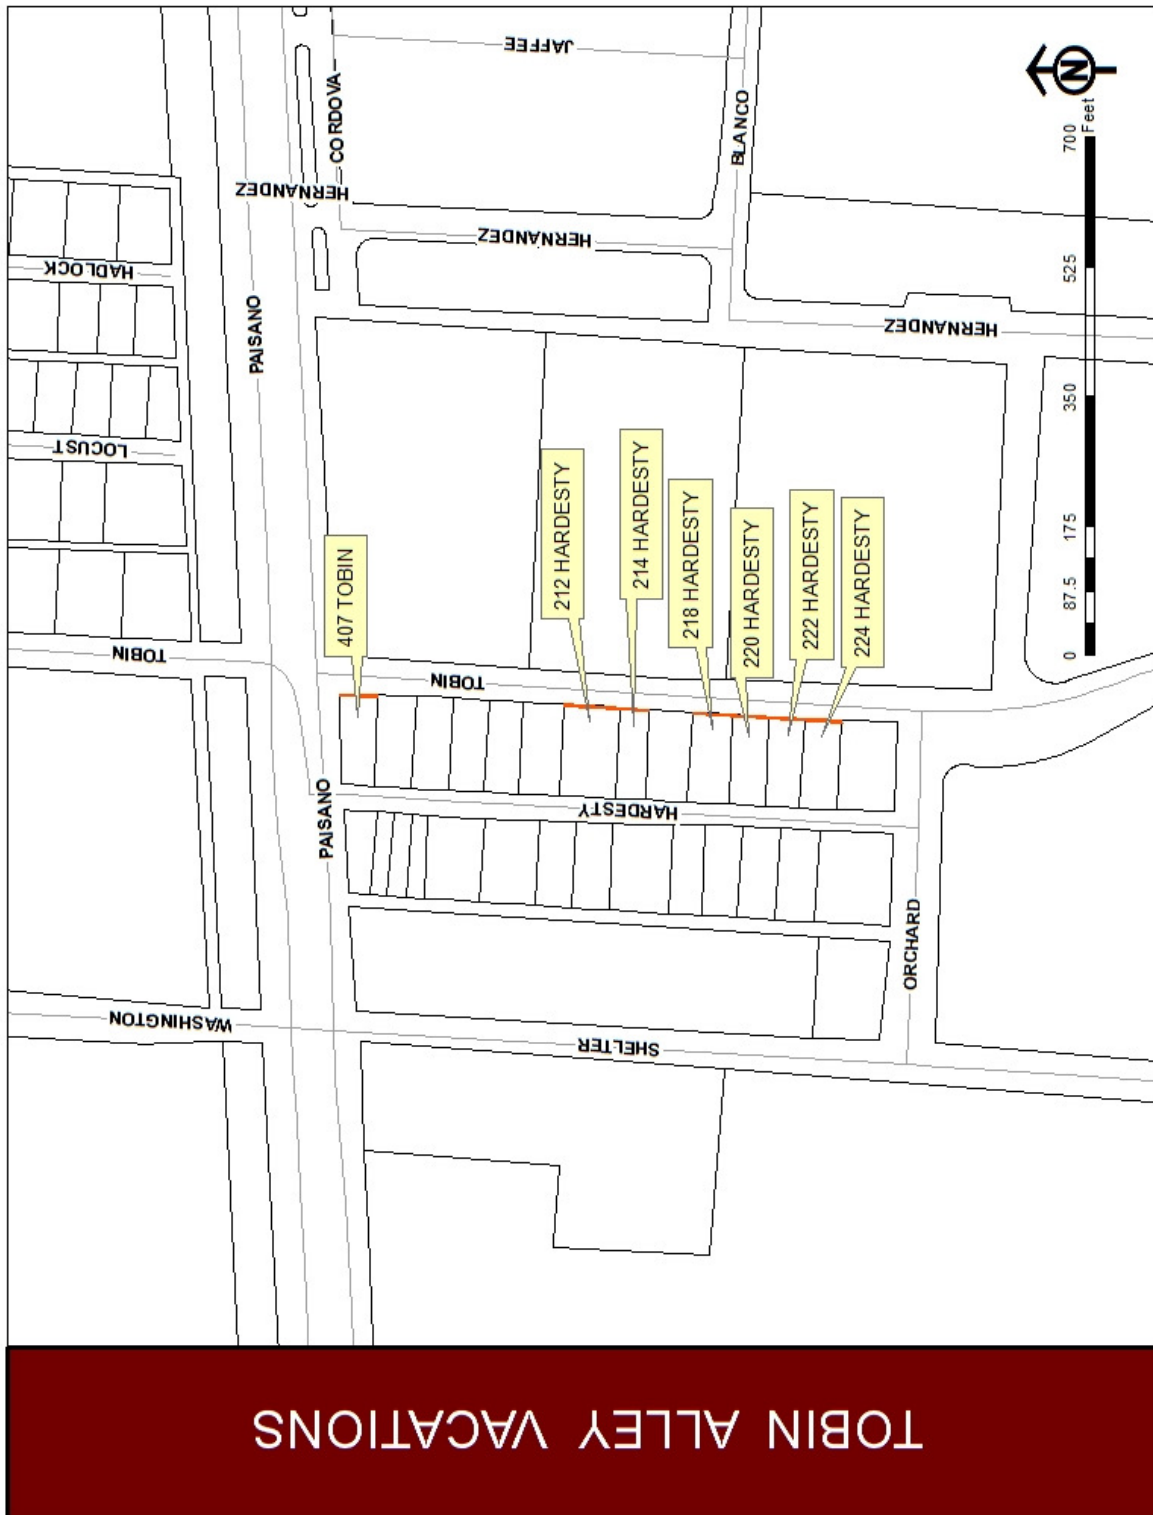 TOBIN ALLEY VACATIONS
HADLOCK
LOCUST
TOBIN
WASHINGTON
PAISANO
PAISANO
HERNANDEZ
CORDOVA
JAFFEE
HERNANDEZ
BLANCO
HERNANDEZ
TOBIN
HARDESTY
SHELTER
ORCHARD
407 TOBIN
212 HARDESTY
214 HARDESTY
218 HARDESTY
220 HARDESTY
222 HARDESTY
224 HARDESTY
N
0 87.5 175 350 525 700
Feet